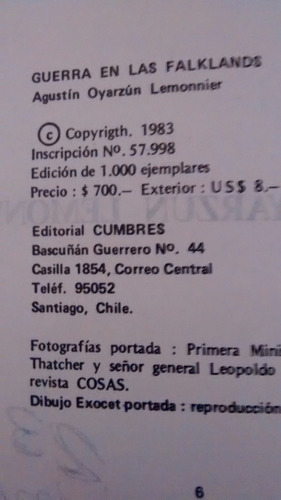 GUERRA EN LAS FALKLANDS
Agustín Oyarzún Lemonnier
© Copyrigth. 1983
Inscripción Nº. 57.998
Edición de 1.000 ejemplares
Precio : $ 700.— Exterior : US$ 8.—
Editorial CUMBRES
Bascuñán Guerrero Nº. 44
Casilla 1854, Correo Central
Teléf. 95052
Santiago, Chile.
Fotografías portada : Primera Mini
Thatcher y señor general Leopoldo
revista COSAS.
Dibujo Exocet portada : reproducción
6